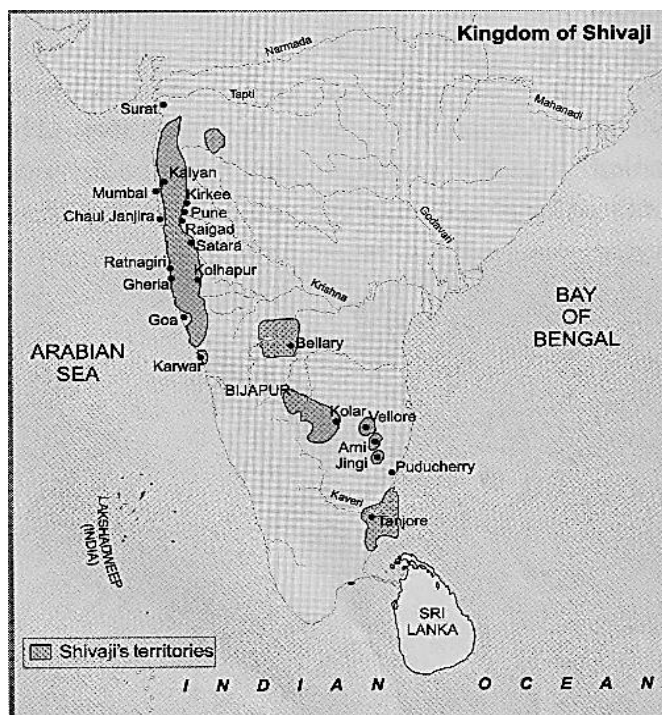 Kingdom of Shivaji
Narmada
Tapti
Mahanadi
Surat
Kalyan
Mumbai
Kirkee
Pune
Chaul Janjira
Raigad
Satara
Godavari
Ratnagiri
Kolhapur
Gheria
Krishna
Goa
BAY
OF
BENGAL
ARABIAN
SEA
Bellary
Karwar
BIJAPUR
Kolar
Vellore
Arni
Jingi
Puducherry
Kaveri
Tanjore
LAKSHADWEEP
(INDIA)
SRI
LANKA
Shivaji's territories
INDIAN OCEAN